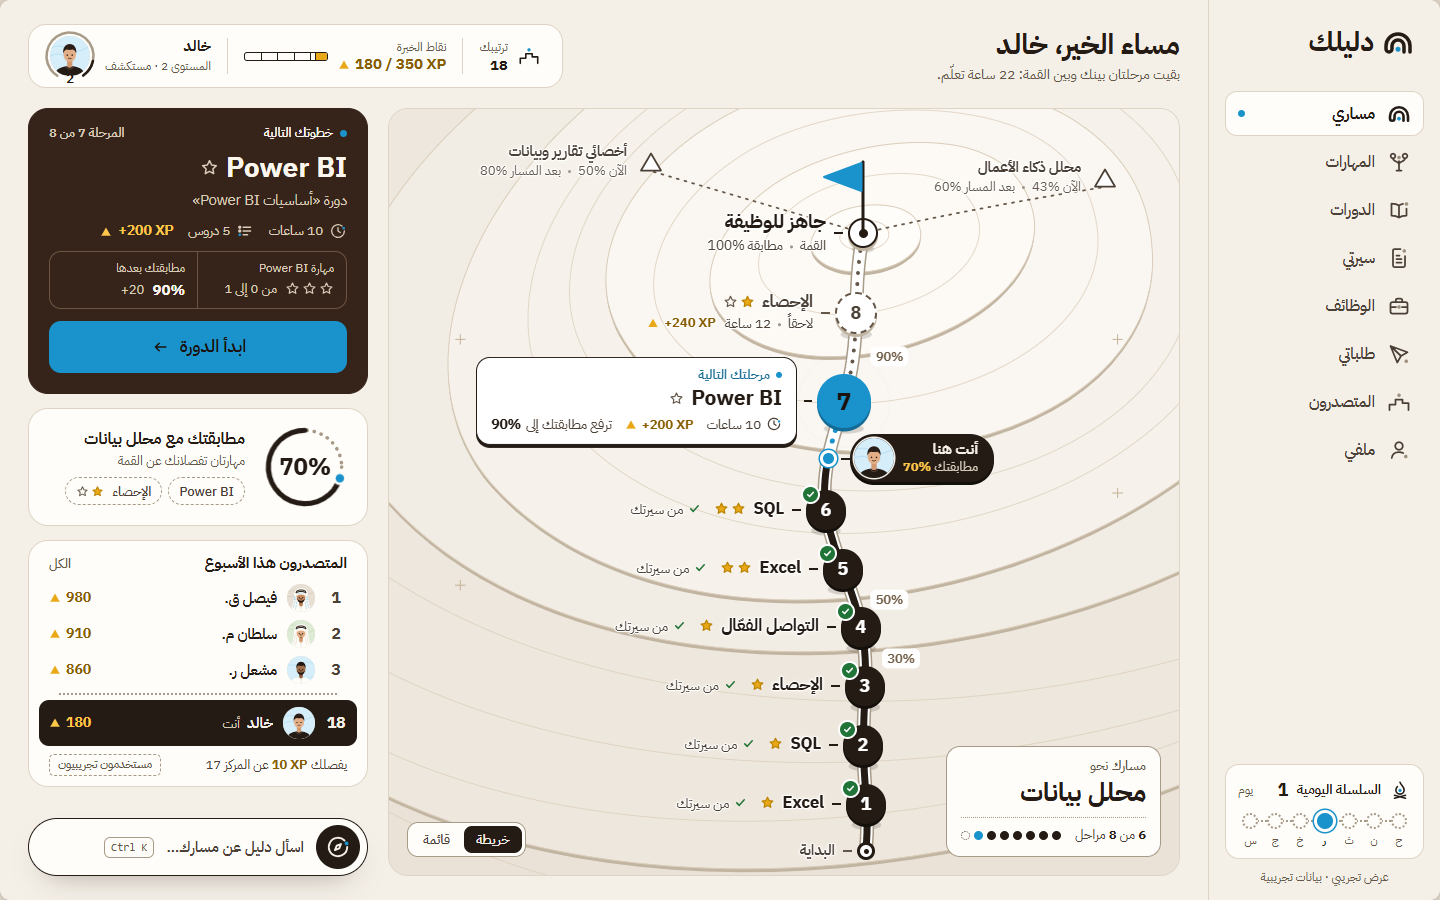 دليلك
مساري
المهارات
الدورات
سيرتي
الوظائف
طلباتي
المتصدرون
ملفي
السلسلة اليومية 1 يوم
ح ن ث ر خ ج س
عرض تجريبي · بيانات تجريبية
مساء الخير، خالد
بقيت مرحلتان بينك وبين القمة: 22 ساعة تعلّم.
ترتيبك
18
نقاط الخبرة
180 / 350 XP
خالد
المستوى 2 · مستكشف
2
محلل ذكاء الأعمال
الآن 43% • بعد المسار 60%
أخصائي تقارير وبيانات
الآن 50% • بعد المسار 80%
جاهز للوظيفة
القمة • مطابقة 100%
8
الإحصاء
لاحقاً • 12 ساعة +240 XP
90%
7
مرحلتك التالية
Power BI
10 ساعات +200 XP ترفع مطابقتك إلى 90%
أنت هنا
مطابقتك 70%
6 SQL من سيرتك
5 Excel من سيرتك
50%
4 التواصل الفعّال من سيرتك
30%
3 الإحصاء من سيرتك
2 SQL من سيرتك
1 Excel من سيرتك
البداية
مسارك نحو
محلل بيانات
6 من 8 مراحل
خريطة قائمة
خطوتك التالية المرحلة 7 من 8
Power BI
دورة «أساسيات Power BI»
10 ساعات 5 دروس +200 XP
مهارة Power BI
من 0 إلى 1
مطابقتك بعدها
90% +20
ابدأ الدورة ←
70%
مطابقتك مع محلل بيانات
مهارتان تفصلانك عن القمة
Power BI الإحصاء
المتصدرون هذا الأسبوع الكل
1 فيصل ق. 980
2 سلطان م. 910
3 مشعل ر. 860
18 خالد أنت 180
يفصلك 10 XP عن المركز 17 مستخدمون تجريبيون
اسأل دليل عن مسارك... Ctrl K